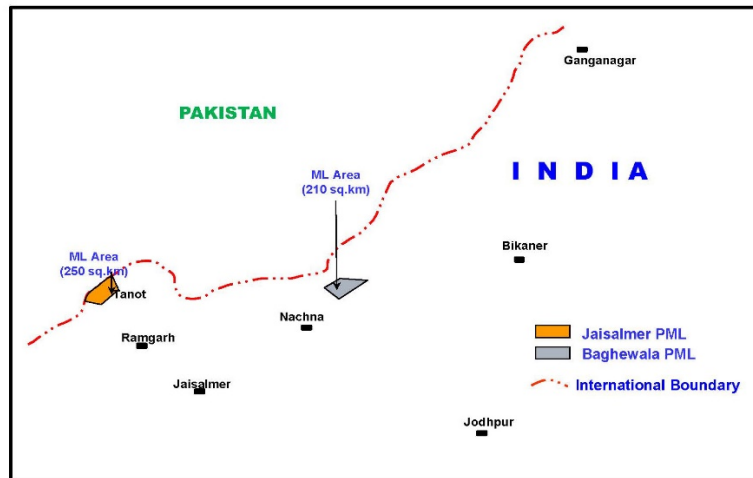 Ganganagar
PAKISTAN
INDIA
ML Area
(210 sq.km)
Bikaner
ML Area
(250 sq.km)
Tanot
Nachna
Ramgarh
Jaisalmer PML
Baghewala PML
Jaisalmer
International Boundary
Jodhpur